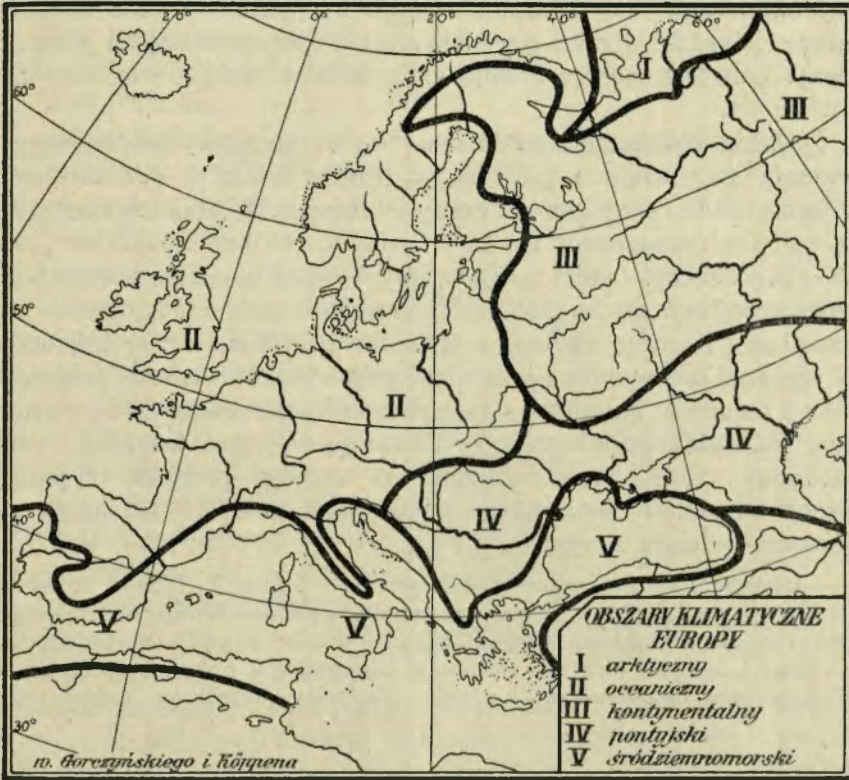 20° 0° 20° 40° 60°
I
60° III
III
50°
II
II
IV
IV
40°
V
V V
OBSZARY KLIMATYCZNE
EUROPY
I arktyczny
II oceaniczny
III kontynentalny
IV pontyjski
V śródziemnomorski
30°
w. Gorczyńskiego i Köppena